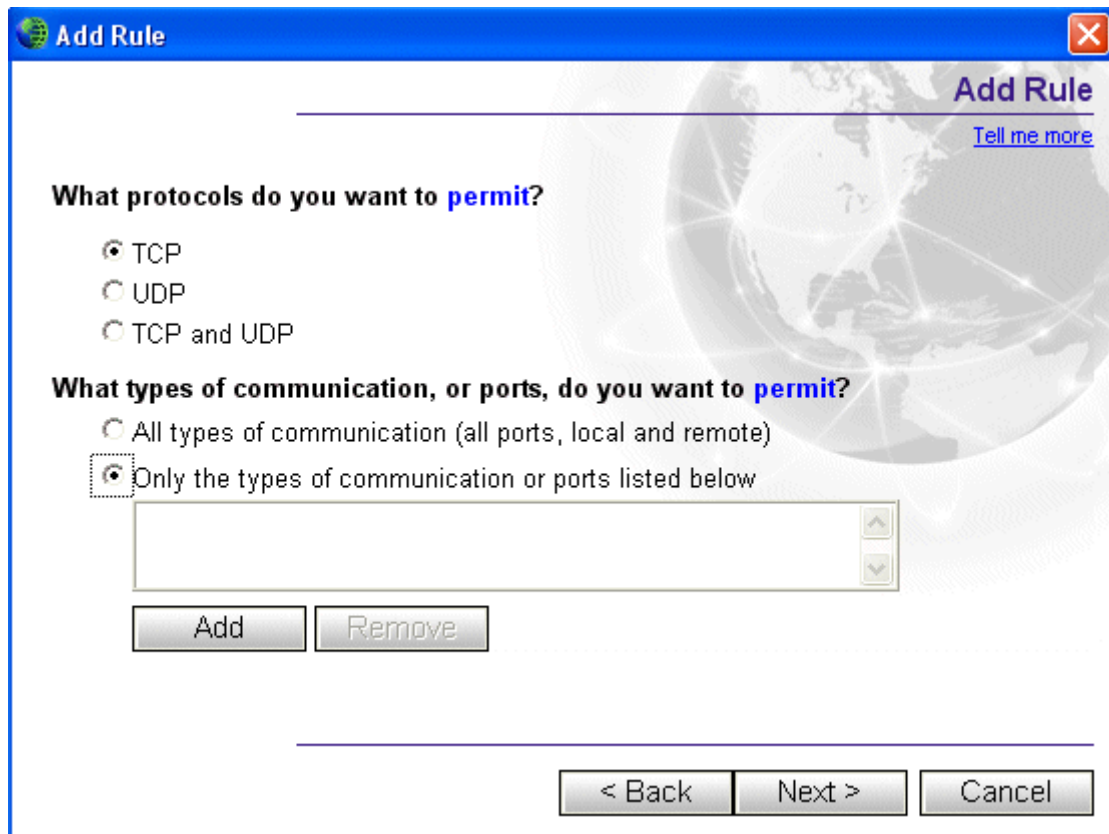 Add Rule
Add Rule
Tell me more
What protocols do you want to permit?
TCP
UDP
TCP and UDP
What types of communication, or ports, do you want to permit?
All types of communication (all ports, local and remote)
Only the types of communication or ports listed below
Add Remove
< Back Next > Cancel